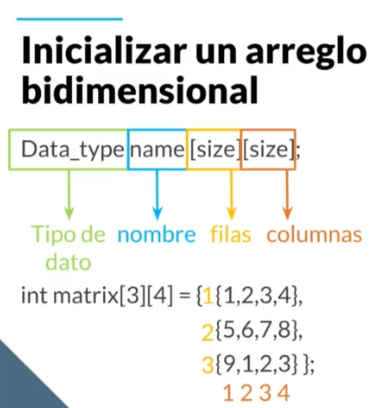 Inicializar un arreglo
bidimensional
Data_type name [size][size];
Tipo de dato nombre filas columnas
int matrix[3][4] = {1{1,2,3,4},
2{5,6,7,8},
3{9,1,2,3} };
1 2 3 4